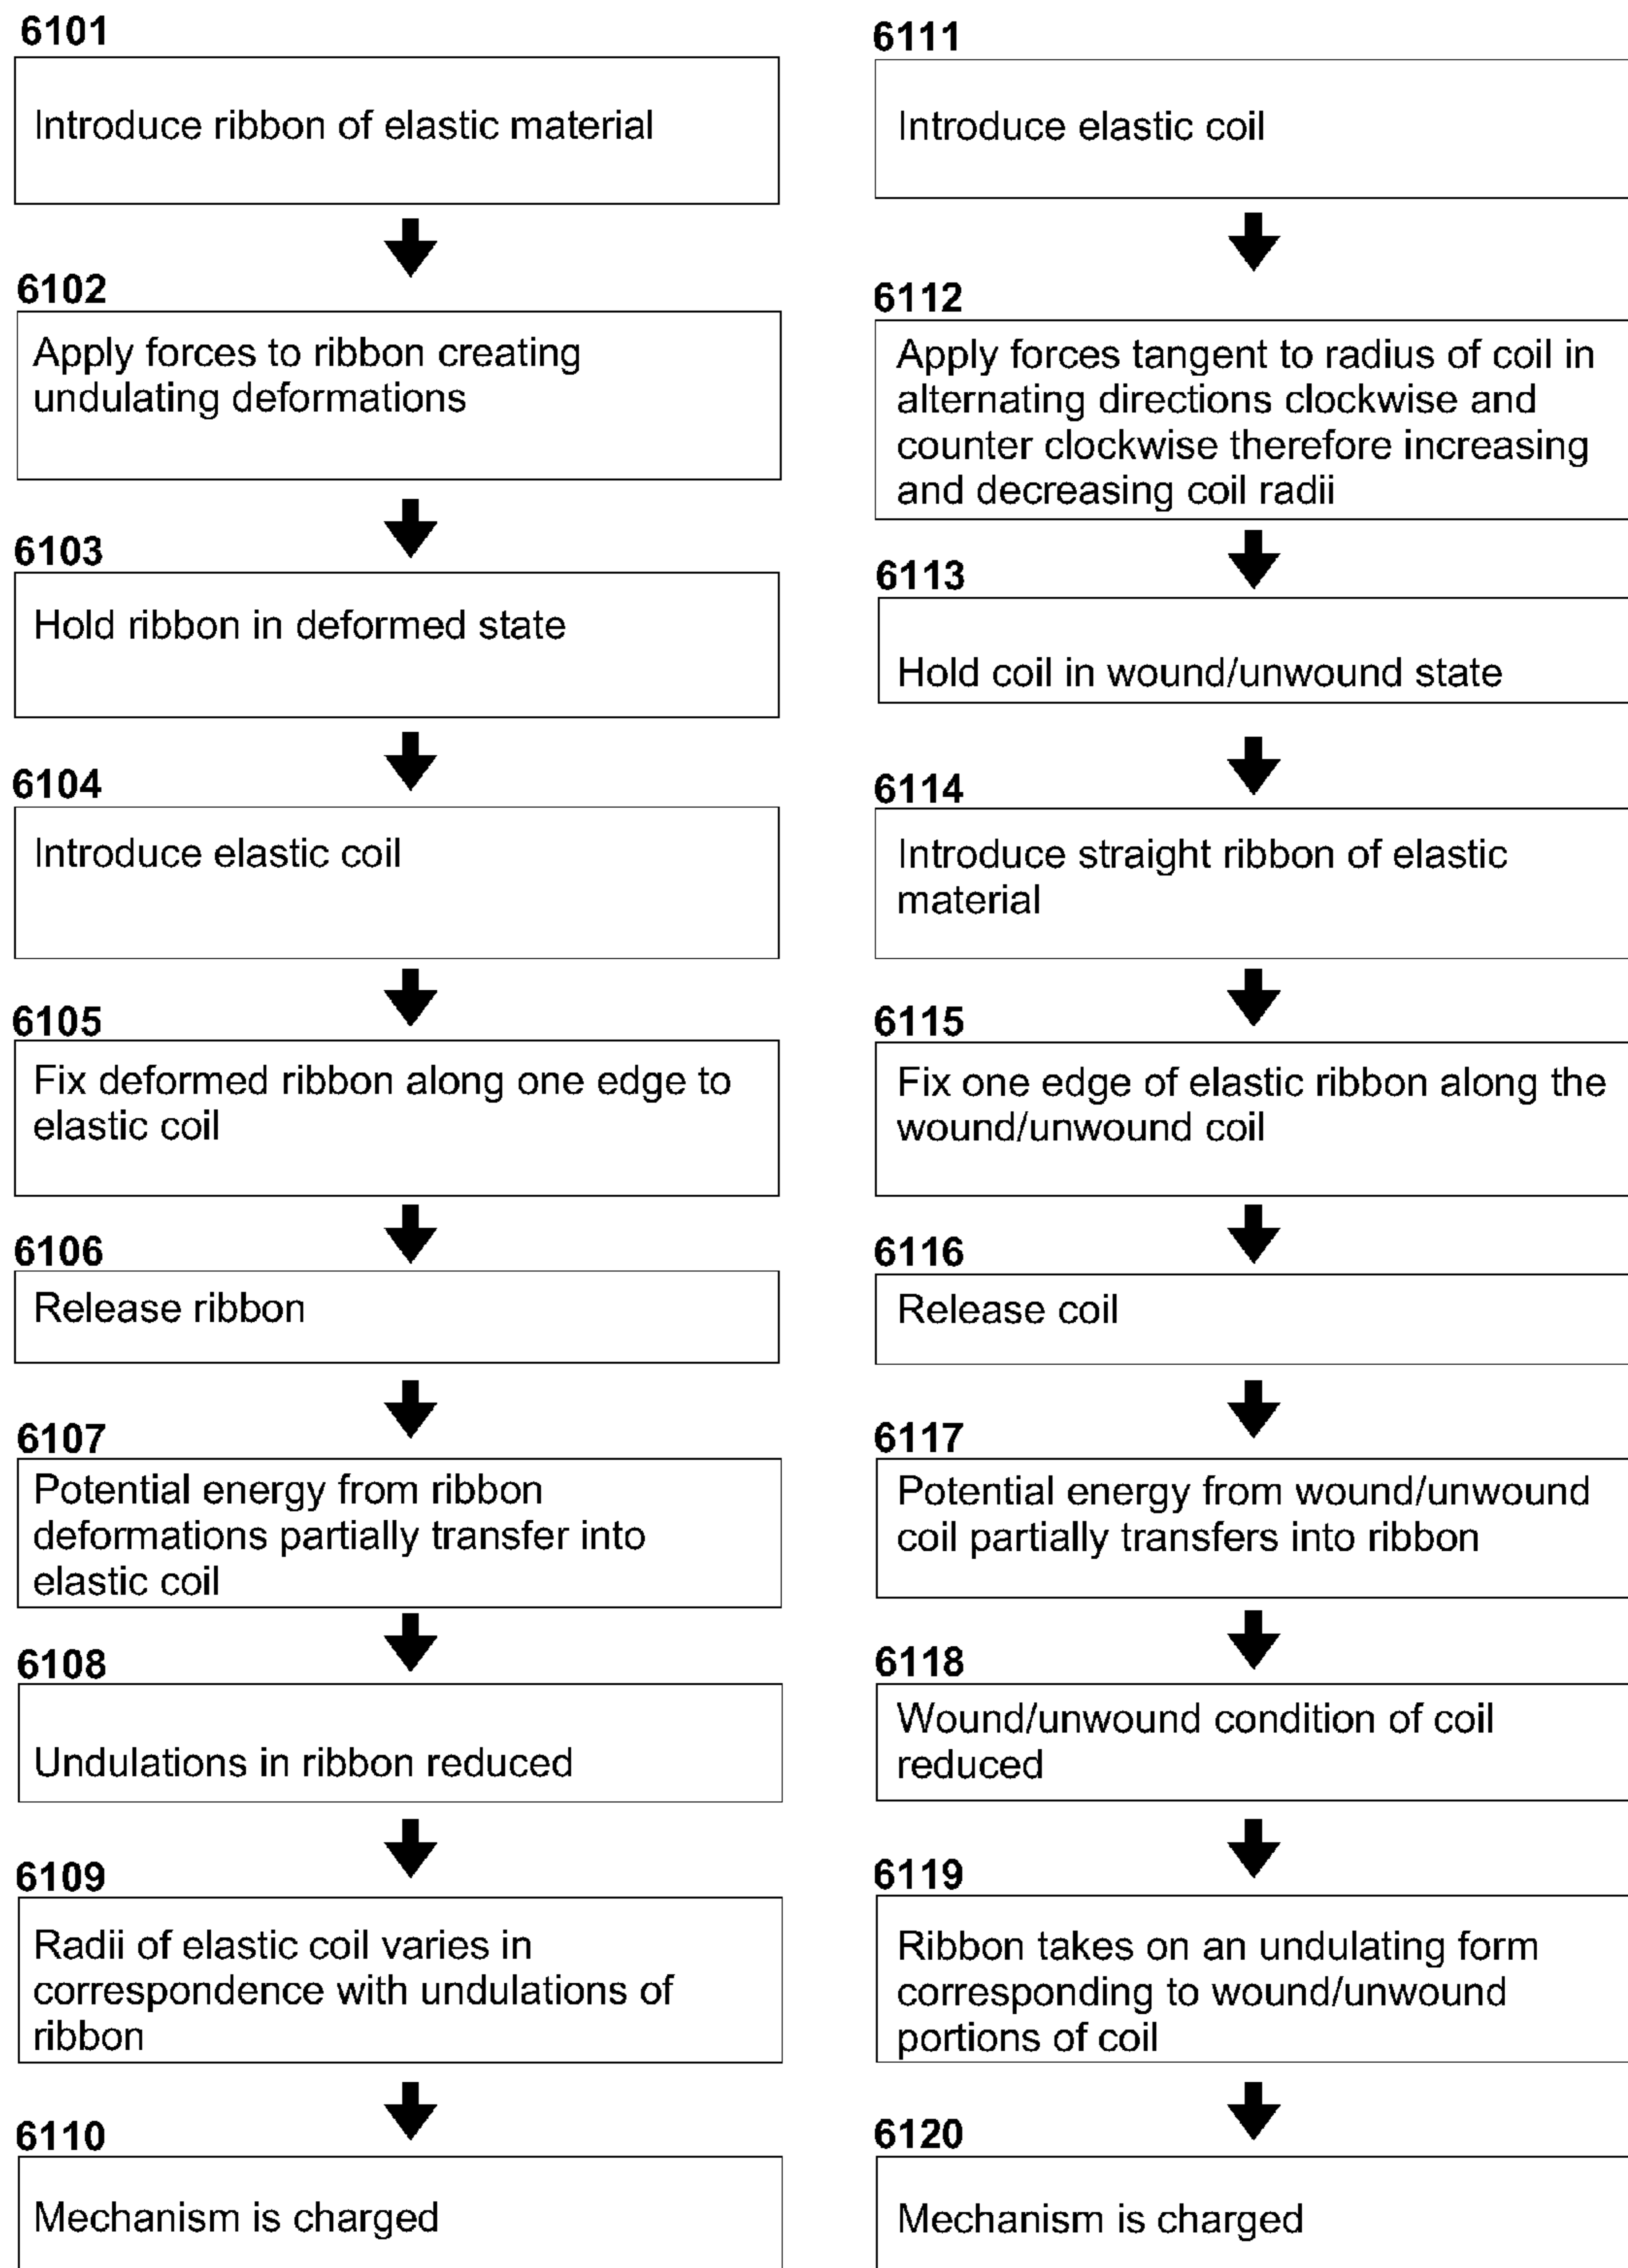 6101
Introduce ribbon of elastic material
6102
Apply forces to ribbon creating
undulating deformations
6103
Hold ribbon in deformed state
6104
Introduce elastic coil
6105
Fix deformed ribbon along one edge to
elastic coil
6106
Release ribbon
6107
Potential energy from ribbon
deformations partially transfer into
elastic coil
6108
Undulations in ribbon reduced
6109
Radii of elastic coil varies in
correspondence with undulations of
ribbon
6110
Mechanism is charged
6111
Introduce elastic coil
6112
Apply forces tangent to radius of coil in
alternating directions clockwise and
counter clockwise therefore increasing
and decreasing coil radii
6113
Hold coil in wound/unwound state
6114
Introduce straight ribbon of elastic
material
6115
Fix one edge of elastic ribbon along the
wound/unwound coil
6116
Release coil
6117
Potential energy from wound/unwound
coil partially transfers into ribbon
6118
Wound/unwound condition of coil
reduced
6119
Ribbon takes on an undulating form
corresponding to wound/unwound
portions of coil
6120
Mechanism is charged